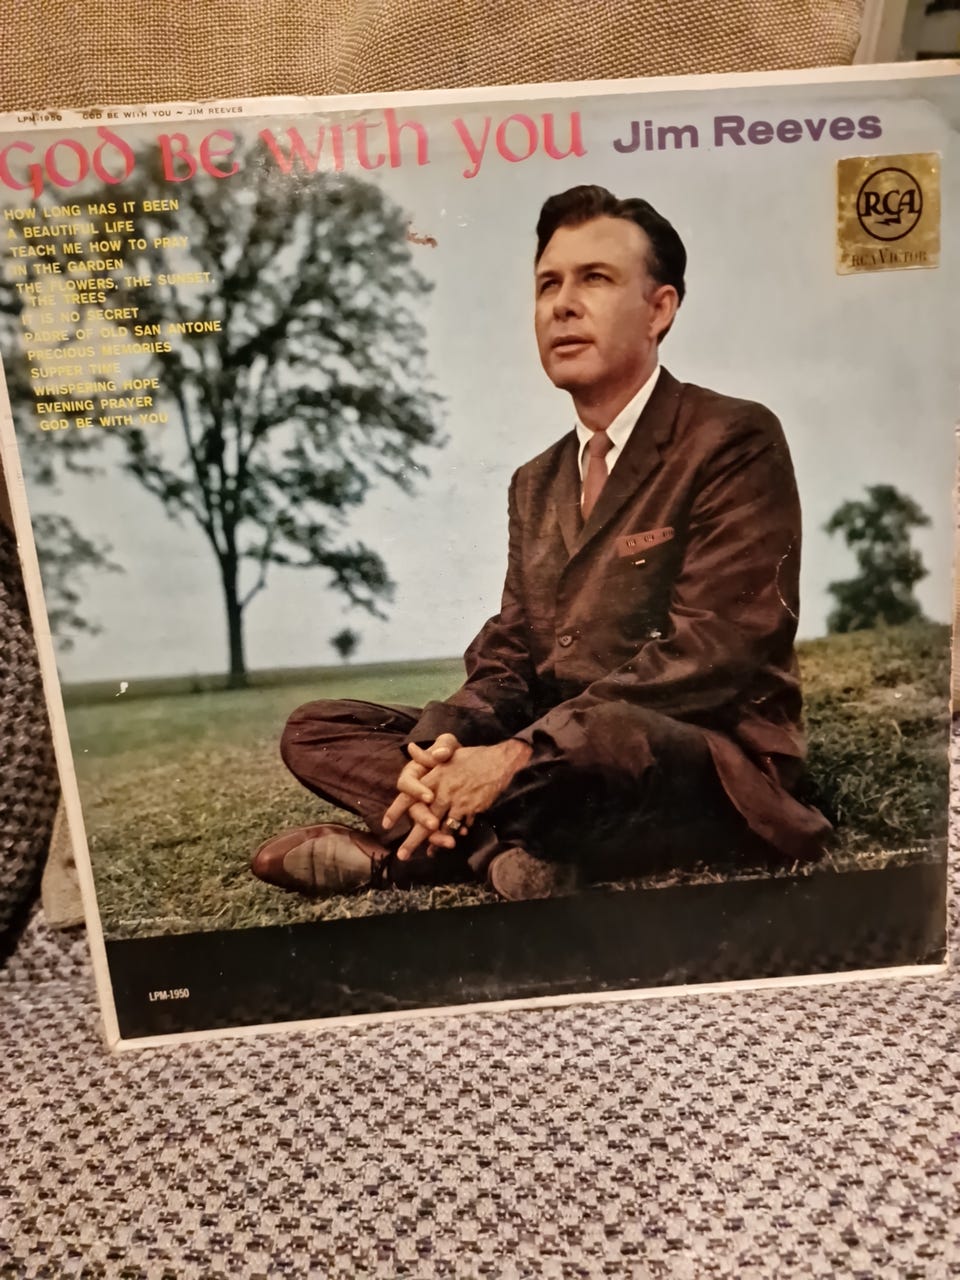 LPM-1950 GOD BE WITH YOU ~ JIM REEVES
GOD BE WITH YOU Jim Reeves
RCA
RCA VICTOR
HOW LONG HAS IT BEEN
A BEAUTIFUL LIFE
TEACH ME HOW TO PRAY
IN THE GARDEN
THE FLOWERS, THE SUNSET,
THE TREES
IT IS NO SECRET
PADRE OF OLD SAN ANTONE
PRECIOUS MEMORIES
SUPPER TIME
WHISPERING HOPE
EVENING PRAYER
GOD BE WITH YOU
LPM-1950